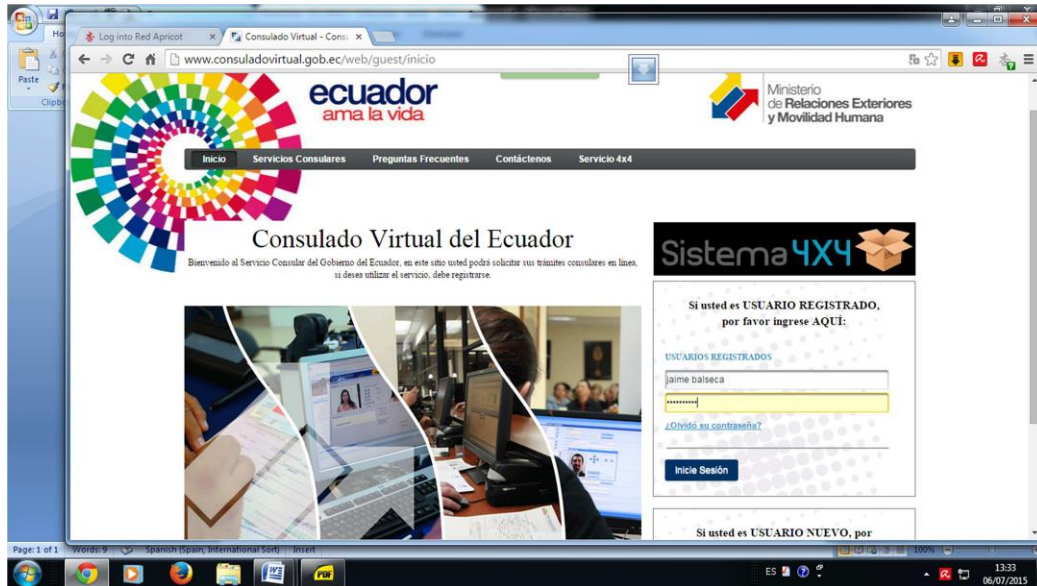 Log into Red Apricot
Consulado Virtual - Cons
www.consuladovirtual.gob.ec/web/guest/inicio
Paste
ecuador
ama la vida
Ministerio
de Relaciones Exteriores
y Movilidad Humana
Inicio Servicios Consulares Preguntas Frecuentes Contáctenos Servicio 4x4
Consulado Virtual del Ecuador
Bienvenido al Servicio Consular del Gobierno del Ecuador, en este sitio usted podrá solicitar sus trámites consulares en línea,
si desea utilizar el servicio, debe registrarse.
Sistema 4X4
Si usted es USUARIO REGISTRADO,
por favor ingrese AQUÍ:
USUARIOS REGISTRADOS
jaime balseca
••••••••••
¿Olvidó su contraseña?
Inicie Sesión
Si usted es USUARIO NUEVO, por
Page: 1 of 1 Words: 9 Spanish (Spain, International Sort) Insert 100%
PDF
ES
13:33
06/07/2015